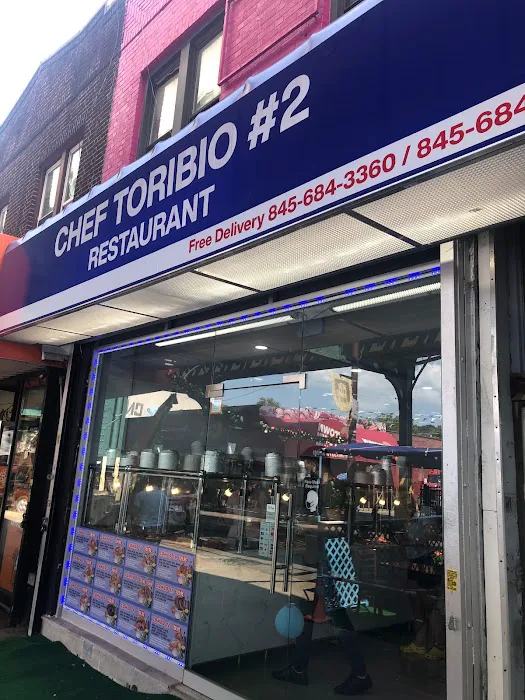 CHEF TORIBIO #2
RESTAURANT
Free Delivery 845-684-3360 / 845-684